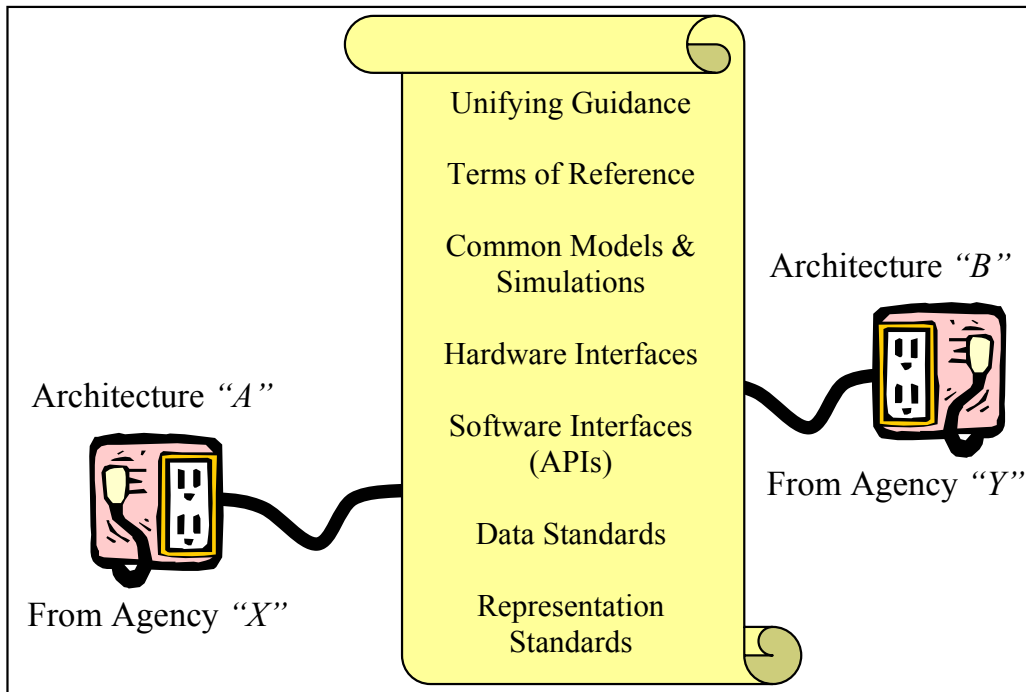 Unifying Guidance
Terms of Reference
Common Models &
Simulations
Hardware Interfaces
Software Interfaces
(APIs)
Data Standards
Representation
Standards
Architecture “A”
From Agency “X”
Architecture “B”
From Agency “Y”